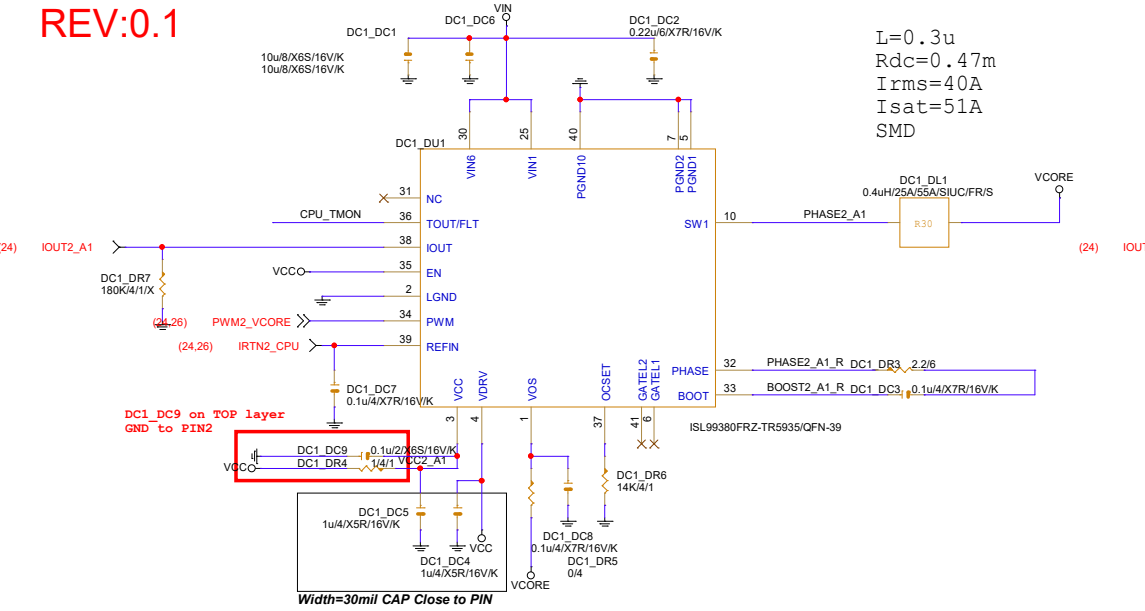 REV:0.1
VIN
DC1_DC6
DC1_DC1
10u/8/X6S/16V/K
10u/8/X6S/16V/K
DC1_DC2
0.22u/6/X7R/16V/K
L=0.3u
Rdc=0.47m
Irms=40A
Isat=51A
SMD
DC1_DU1
30
25
40
7
5
VIN6
VIN1
PGND10
PGND2
PGND1
31
NC
CPU_TMON
36
TOUT/FLT
24)
IOUT2_A1
38
IOUT
VCC
35
EN
2
LGND
(24,26)
PWM2_VCORE
34
PWM
(24,26)
IRTN2_CPU
39
REFIN
DC1_DR7
180K/4/1/X
DC1_DC7
0.1u/4/X7R/16V/K
SW1
10
PHASE2_A1
DC1_DL1
0.4uH/25A/55A/SIUC/FR/S
R30
VCORE
(24)
IOUT
PHASE
32
PHASE2_A1_R
DC1_DR3
2.2/6
BOOT
33
BOOST2_A1_R
DC1_DC3
0.1u/4/X7R/16V/K
VCC
VDRV
VOS
OCSET
GATEL2
GATEL1
3
4
1
37
41
6
ISL99380FRZ-TR5935/QFN-39
DC1_DC9 on TOP layer
GND to PIN2
DC1_DC9
0.1u/2/X6S/16V/K
VCC
DC1_DR4
1/4/1
VCC2_A1
DC1_DC5
1u/4/X5R/16V/K
DC1_DC4
1u/4/X5R/16V/K
VCC
DC1_DR6
14K/4/1
DC1_DC8
0.1u/4/X7R/16V/K
DC1_DR5
0/4
VCORE
Width=30mil CAP Close to PIN